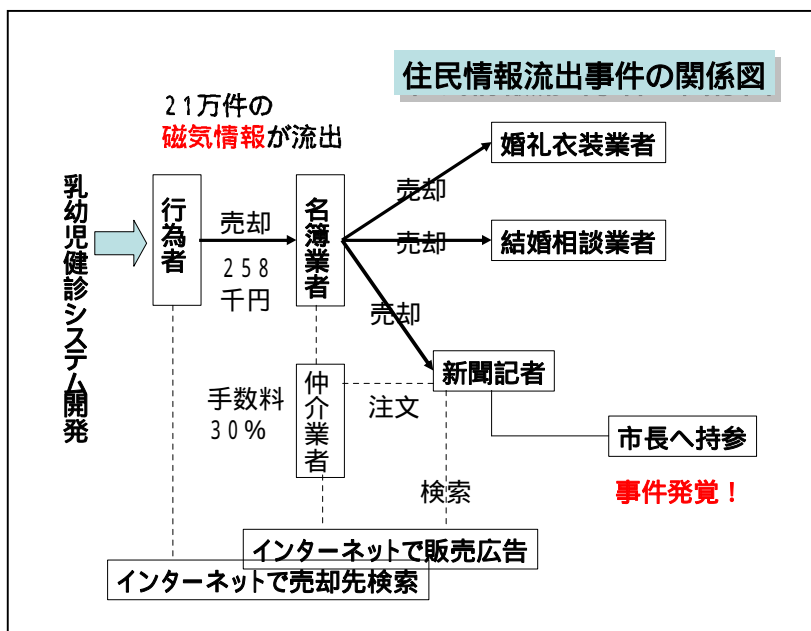 住民情報流出事件の関係図
21万件の
磁気情報が流出
乳幼児健診システム開発
行為者
売却
258
千円
名簿業者
売却
婚礼衣装業者
売却
結婚相談業者
売却
新聞記者
手数料
30%
仲介業者
注文
検索
市長へ持参
事件発覚！
インターネットで販売広告
インターネットで売却先検索